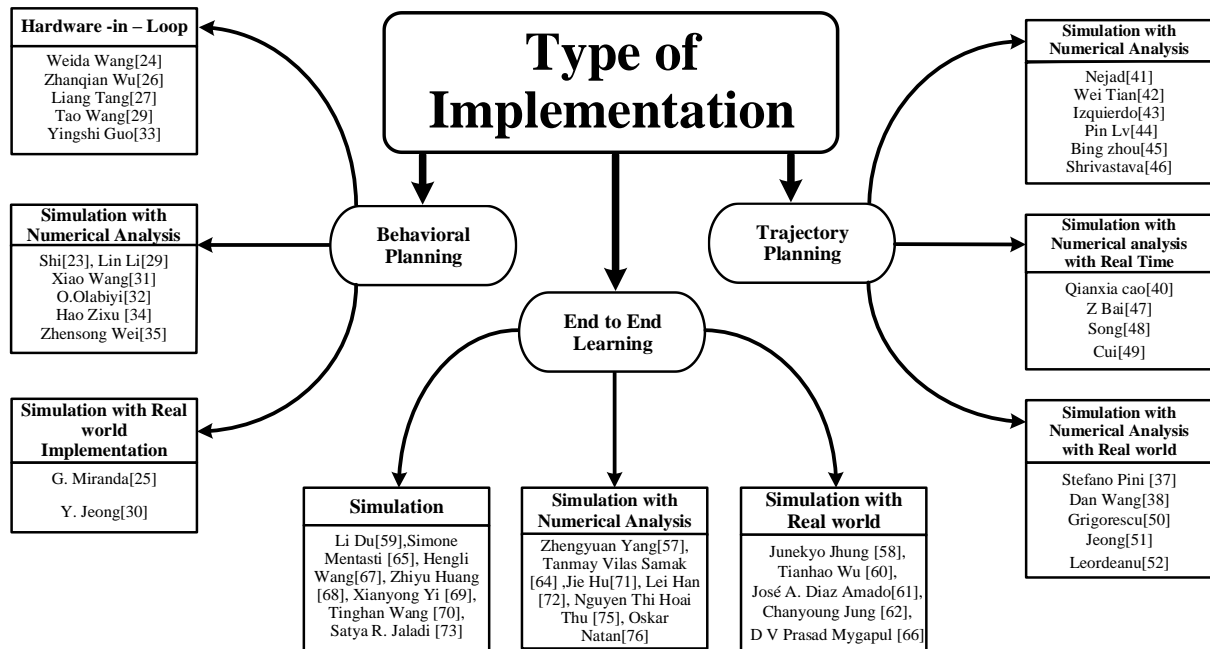 Type of
Implementation
Hardware -in – Loop
Weida Wang[24]
Zhanqian Wu[26]
Liang Tang[27]
Tao Wang[29]
Yingshi Guo[33]
Simulation with
Numerical Analysis
Shi[23], Lin Li[29]
Xiao Wang[31]
O.Olabiyi[32]
Hao Zixu [34]
Zhensong Wei[35]
Simulation with Real
world
Implementation
G. Miranda[25]
Y. Jeong[30]
Behavioral
Planning
End to End
Learning
Trajectory
Planning
Simulation
Li Du[59],Simone
Mentasti [65], Hengli
Wang[67], Zhiyu Huang
[68], Xianyong Yi [69],
Tinghan Wang [70],
Satya R. Jaladi [73]
Simulation with
Numerical Analysis
Zhengyuan Yang[57],
Tanmay Vilas Samak
[64] ,Jie Hu[71], Lei Han
[72], Nguyen Thi Hoai
Thu [75], Oskar
Natan[76]
Simulation with
Real world
Junekyo Jhung [58],
Tianhao Wu [60],
José A. Diaz Amado[61],
Chanyoung Jung [62],
D V Prasad Mygapul [66]
Simulation with
Numerical Analysis
Nejad[41]
Wei Tian[42]
Izquierdo[43]
Pin Lv[44]
Bing zhou[45]
Shrivastava[46]
Simulation with
Numerical analysis
with Real Time
Qianxia cao[40]
Z Bai[47]
Song[48]
Cui[49]
Simulation with
Numerical Analysis
with Real world
Stefano Pini [37]
Dan Wang[38]
Grigorescu[50]
Jeong[51]
Leordeanu[52]